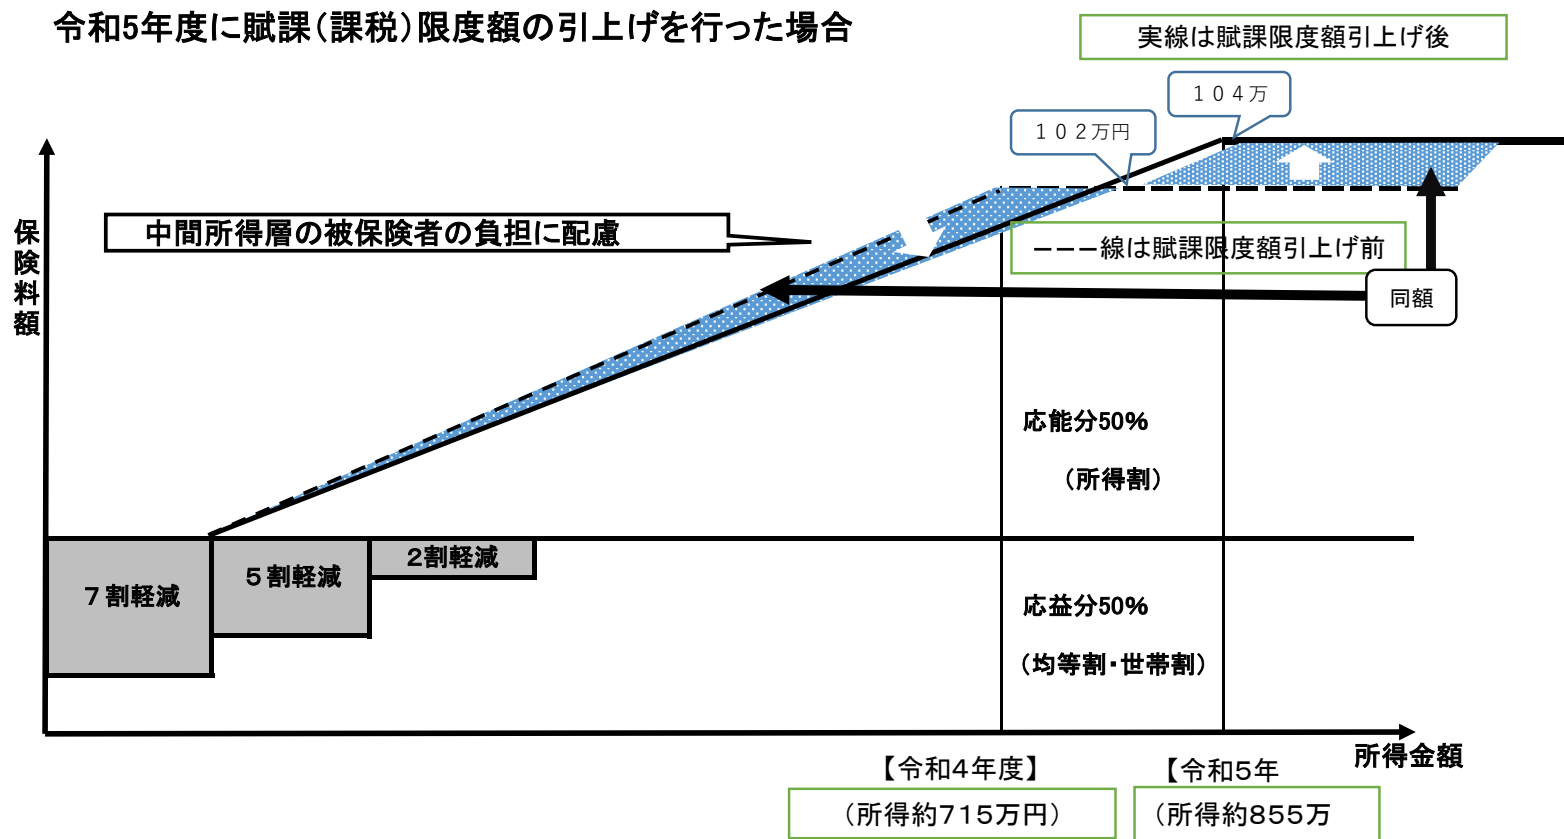 令和5年度に賦課（課税）限度額の引上げを行った場合
実線は賦課限度額引上げ後
１０４万
１０２万円
保険料額
中間所得層の被保険者の負担に配慮
−−−線は賦課限度額引上げ前
同額
応能分50%
（所得割）
７割軽減
５割軽減
２割軽減
応益分50%
（均等割・世帯割）
所得金額
【令和4年度】
【令和５年
（所得約７１５万円）
（所得約８５５万